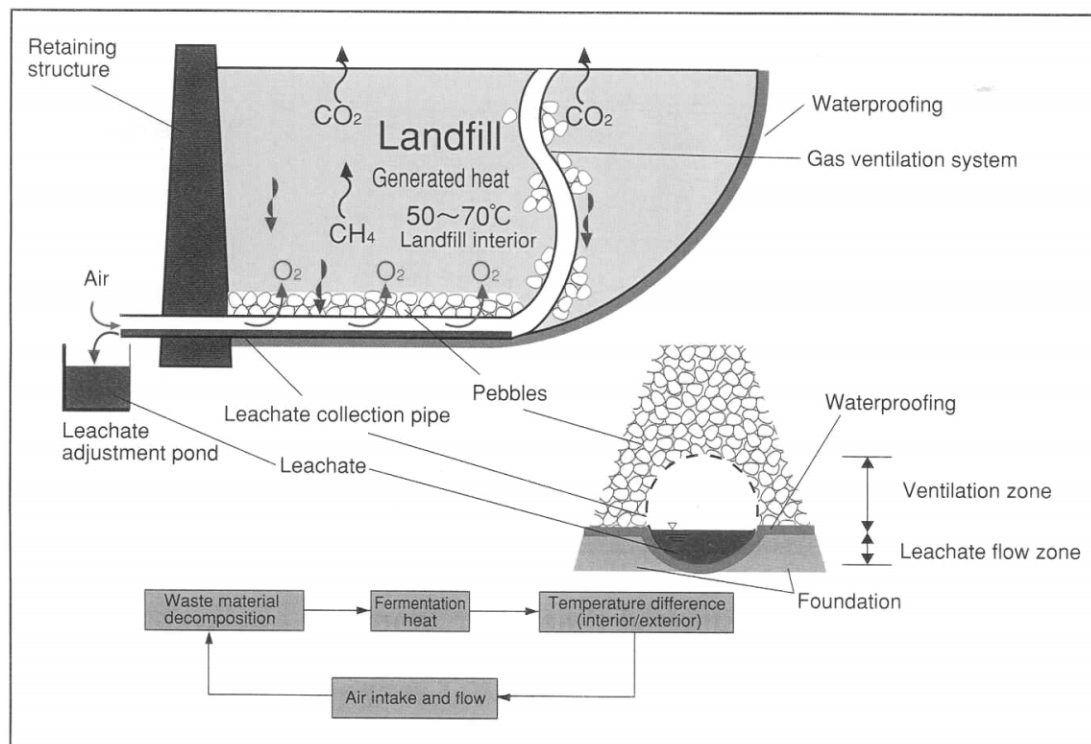 Retaining
structure
CO2
CO2
Waterproofing
Landfill
Gas ventilation system
Generated heat
50～70℃
CH4
Landfill interior
O2
O2
O2
Air
Pebbles
Leachate collection pipe
Waterproofing
Leachate
adjustment pond
Leachate
Ventilation zone
Leachate flow zone
Foundation
Waste material
decomposition
Fermentation
heat
Temperature difference
(interior/exterior)
Air intake and flow